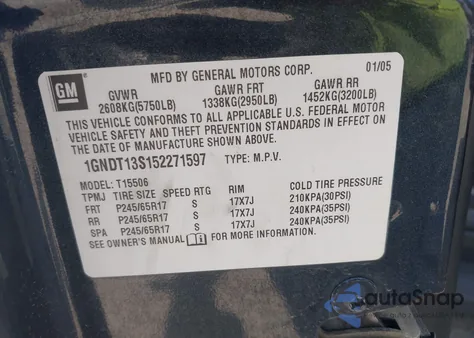 GM
MFD BY GENERAL MOTORS CORP. 01/05
GVWR GAWR FRT GAWR RR
2608KG(5750LB) 1338KG(2950LB) 1452KG(3200LB)
THIS VEHICLE CONFORMS TO ALL APPLICABLE U.S. FEDERAL MOTOR
VEHICLE SAFETY AND THEFT PREVENTION STANDARDS IN EFFECT ON
THE DATE OF MANUFACTURE SHOWN ABOVE.
1GNDT13S152271597 TYPE: M.P.V.
MODEL: T15506
TPMJ TIRE SIZE SPEED RTG RIM COLD TIRE PRESSURE
FRT P245/65R17 S 17X7J 210KPA(30PSI)
RR P245/65R17 S 17X7J 240KPA(35PSI)
SPA P245/65R17 S 17X7J 240KPA(35PSI)
SEE OWNER'S MANUAL FOR MORE INFORMATION.
autoSnap